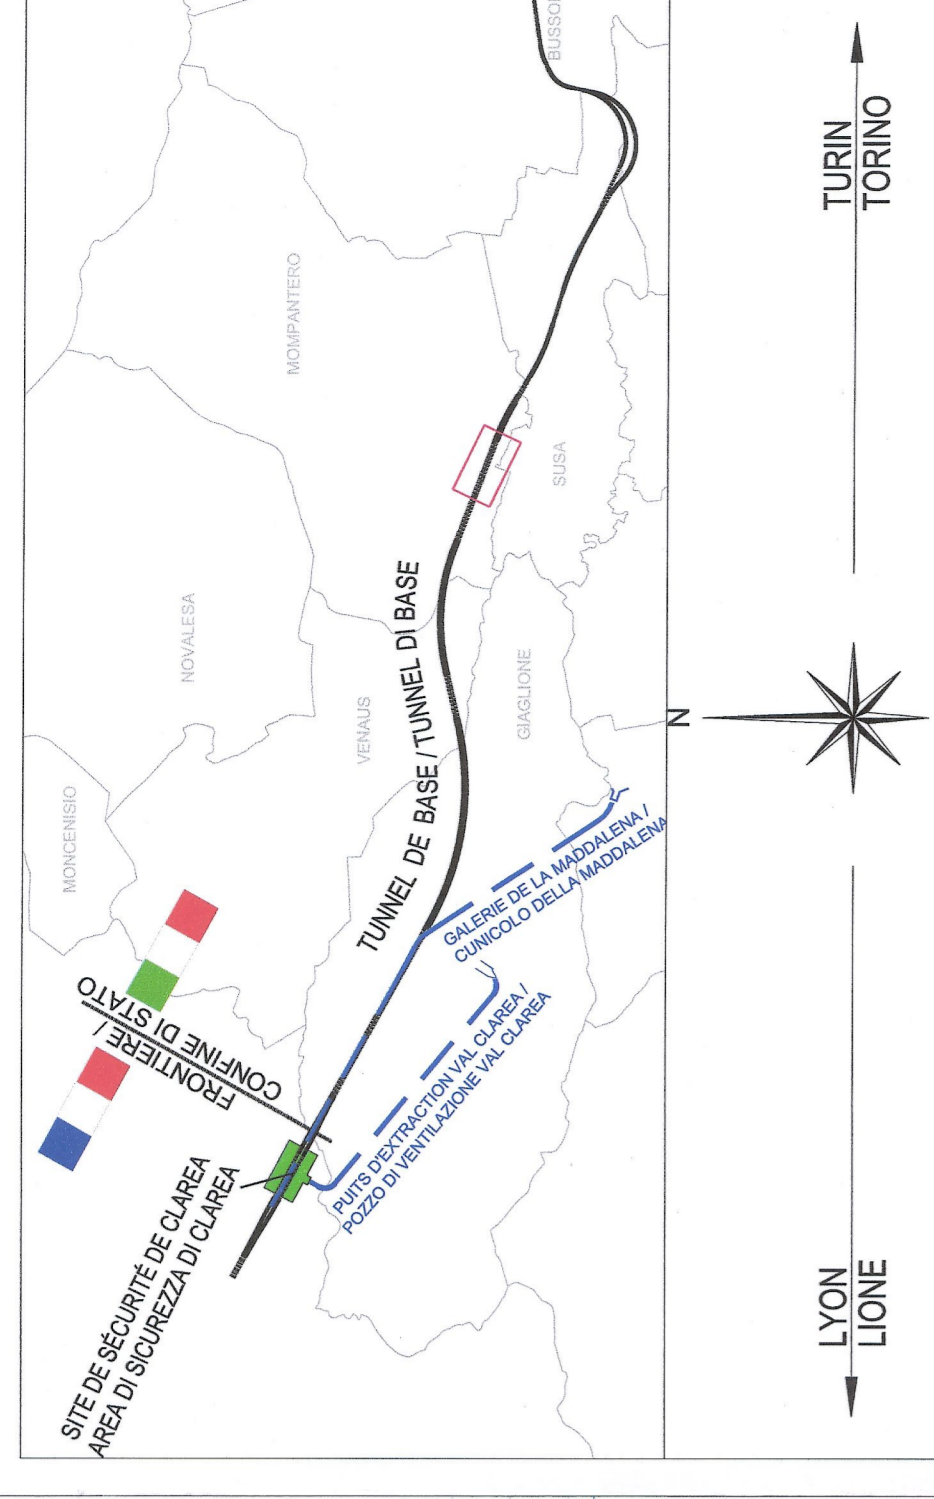 SITE DE SÉCURITÉ DE CLAREA
AREA DI SICUREZZA DI CLAREA
FRONTIERE /
CONFINE DI STATO
MONCENISIO
NOVALESA
VENAUS
MOMPANTERO
GIAGLIONE
SUSA
TUNNEL DE BASE / TUNNEL DI BASE
PUITS D'EXTRACTION VAL CLAREA /
POZZO DI VENTILAZIONE VAL CLAREA
GALERIE DE LA MADDALENA /
CUNICOLO DELLA MADDALENA
N
LYON
LIONE
TURIN
TORINO